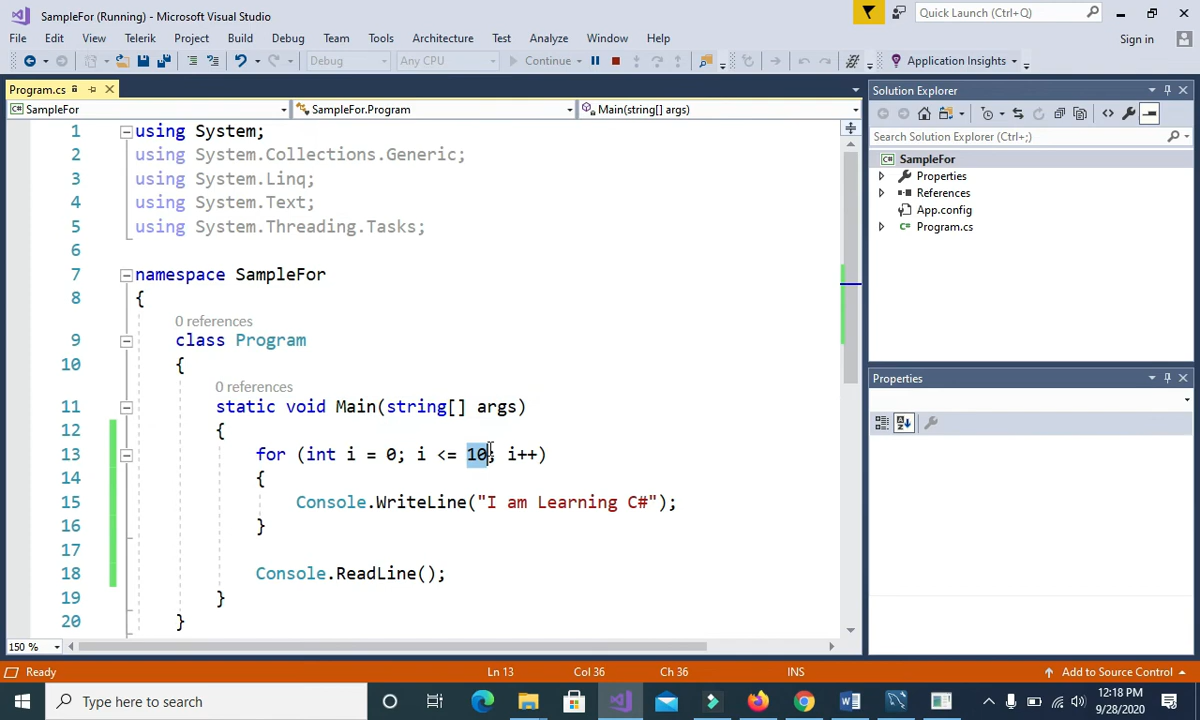 SampleFor (Running) - Microsoft Visual Studio
Quick Launch (Ctrl+Q)
File Edit View Telerik Project Build Debug Team Tools Architecture Test Analyze Window Help
Sign in
Debug Any CPU Continue Application Insights
Program.cs
Solution Explorer
SampleFor SampleFor.Program Main(string[] args)
Search Solution Explorer (Ctrl+;)
SampleFor
Properties
References
App.config
Program.cs
1 using System;
2 using System.Collections.Generic;
3 using System.Linq;
4 using System.Text;
5 using System.Threading.Tasks;
6
7 namespace SampleFor
8 {
0 references
9 class Program
10 {
0 references
11 static void Main(string[] args)
12 {
13 for (int i = 0; i <= 10; i++)
14 {
15 Console.WriteLine("I am Learning C#");
16 }
17
18 Console.ReadLine();
19 }
20 }
Properties
150 %
Ready Ln 13 Col 36 Ch 36 INS Add to Source Control
Type here to search
12:18 PM
9/28/2020